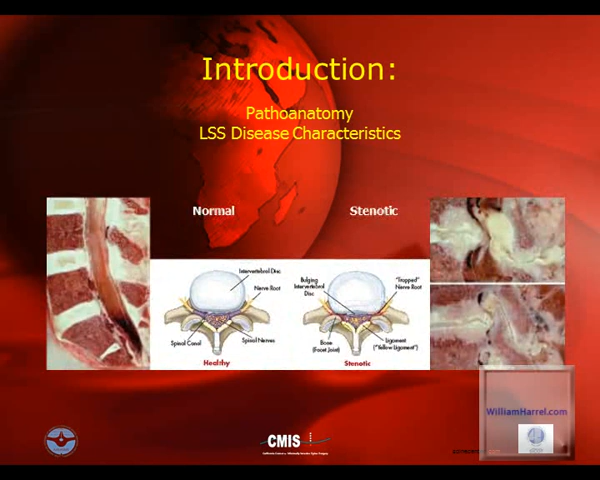 Introduction:
Pathoanatomy
LSS Disease Characteristics
Normal
Stenotic
Intervertebral Disc
Nerve Root
Spinal Canal
Spinal Nerves
Healthy
Bulging
Intervertebral
Disc
"Trapped"
Nerve Root
Bone
(Facet Joint)
Ligament
("Yellow Ligament")
Stenotic
CMIS
WilliamHarrel.com